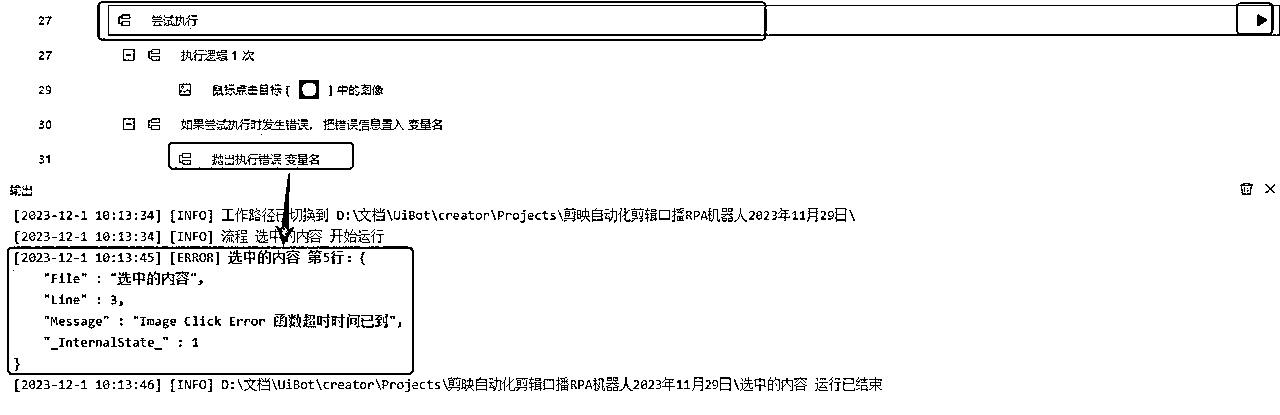 27 尝试执行
27 执行逻辑 1 次
29 鼠标点击目标 [ ] 中的图像
30 如果尝试执行时发生错误， 把错误信息置入 变量名
31 抛出执行错误 变量名
输出
[2023-12-1 10:13:34] [INFO] 工作路径已切换到 D:\文档\UiBot\creator\Projects\剪映自动化剪辑口播RPA机器人2023年11月29日\
[2023-12-1 10:13:34] [INFO] 流程 选中的内容 开始运行
[2023-12-1 10:13:45] [ERROR] 选中的内容 第5行：{
"File" : "选中的内容",
"Line" : 3,
"Message" : "Image Click Error 函数超时时间已到",
"_InternalState_" : 1
}
[2023-12-1 10:13:46] [INFO] D:\文档\UiBot\creator\Projects\剪映自动化剪辑口播RPA机器人2023年11月29日\选中的内容 运行已结束